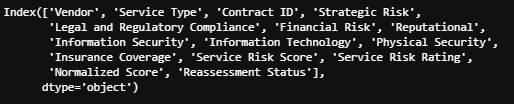 Index(['Vendor', 'Service Type', 'Contract ID', 'Strategic Risk',
'Legal and Regulatory Compliance', 'Financial Risk', 'Reputational',
'Information Security', 'Information Technology', 'Physical Security',
'Insurance Coverage', 'Service Risk Score', 'Service Risk Rating',
'Normalized Score', 'Reassessment Status'],
dtype='object')